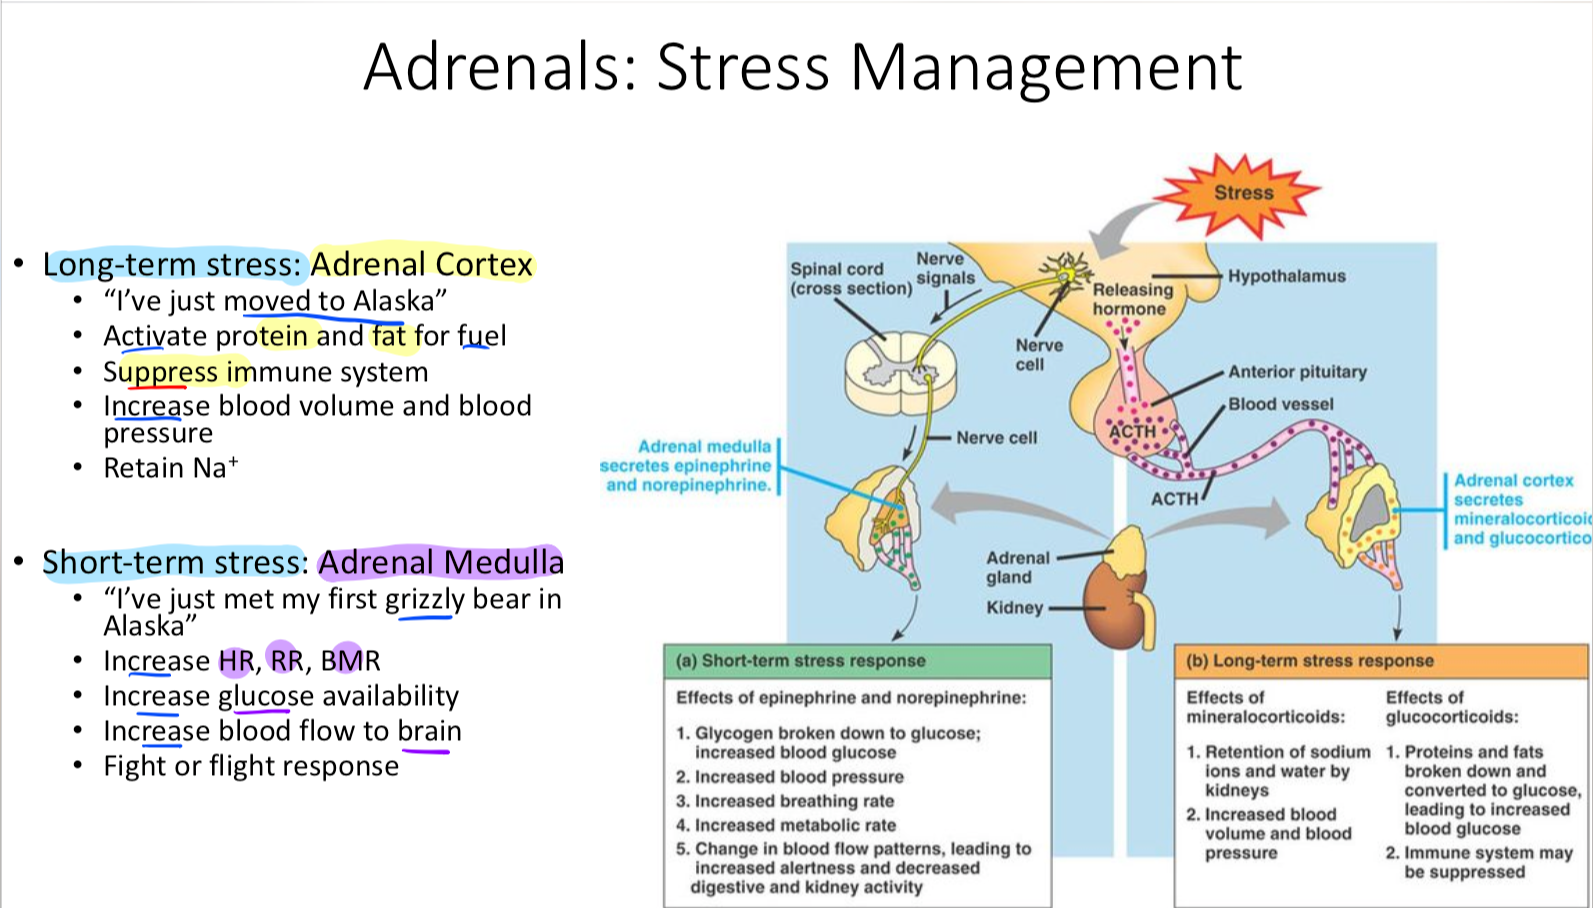 Adrenals: Stress Management
• Long-term stress: Adrenal Cortex
• “I’ve just moved to Alaska”
• Activate protein and fat for fuel
• Suppress immune system
• Increase blood volume and blood
pressure
• Retain Na⁺
• Short-term stress: Adrenal Medulla
• “I’ve just met my first grizzly bear in
Alaska”
• Increase HR, RR, BMR
• Increase glucose availability
• Increase blood flow to brain
• Fight or flight response
Stress
Spinal cord
(cross section)
Nerve
signals
Releasing
hormone
Hypothalamus
Nerve
cell
Anterior pituitary
Blood vessel
ACTH
Nerve cell
Adrenal medulla
secretes epinephrine
and norepinephrine.
ACTH
Adrenal cortex
secretes
mineralocorticoi
and glucocortico
Adrenal
gland
Kidney
(a) Short-term stress response
Effects of epinephrine and norepinephrine:
1. Glycogen broken down to glucose;
increased blood glucose
2. Increased blood pressure
3. Increased breathing rate
4. Increased metabolic rate
5. Change in blood flow patterns, leading to
increased alertness and decreased
digestive and kidney activity
(b) Long-term stress response
Effects of
mineralocorticoids:
1. Retention of sodium
ions and water by
kidneys
2. Increased blood
volume and blood
pressure
Effects of
glucocorticoids:
1. Proteins and fats
broken down and
converted to glucose,
leading to increased
blood glucose
2. Immune system may
be suppressed